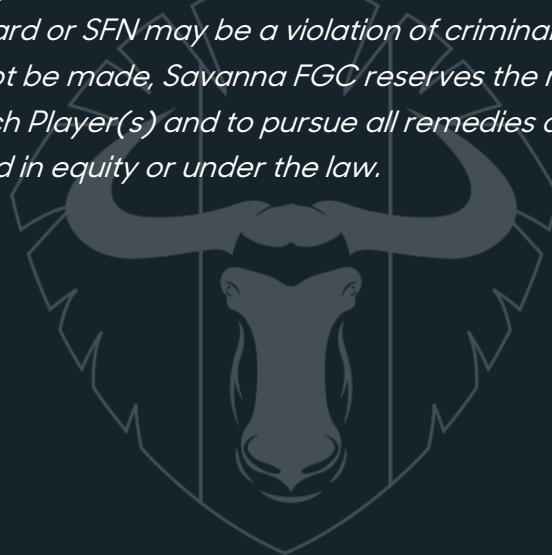 ard or SFN may be a violation of criminal
ot be made, Savanna FGC reserves the
ch Player(s) and to pursue all remedies
d in equity or under the law.